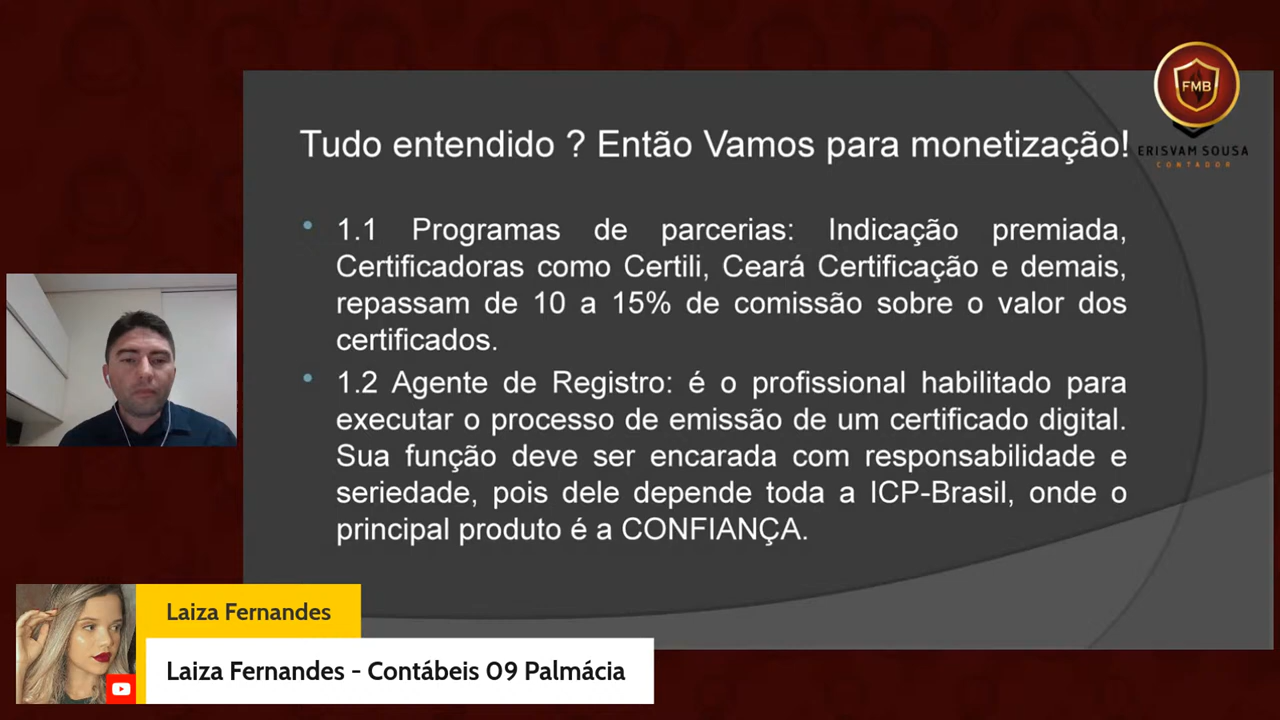 FMB
ERISVAM SOUSA
CONTADOR
Tudo entendido ? Então Vamos para monetização!
• 1.1 Programas de parcerias: Indicação premiada,
Certificadoras como Certili, Ceará Certificação e demais,
repassam de 10 a 15% de comissão sobre o valor dos
certificados.
• 1.2 Agente de Registro: é o profissional habilitado para
executar o processo de emissão de um certificado digital.
Sua função deve ser encarada com responsabilidade e
seriedade, pois dele depende toda a ICP-Brasil, onde o
principal produto é a CONFIANÇA.
Laiza Fernandes
Laiza Fernandes - Contábeis 09 Palmácia